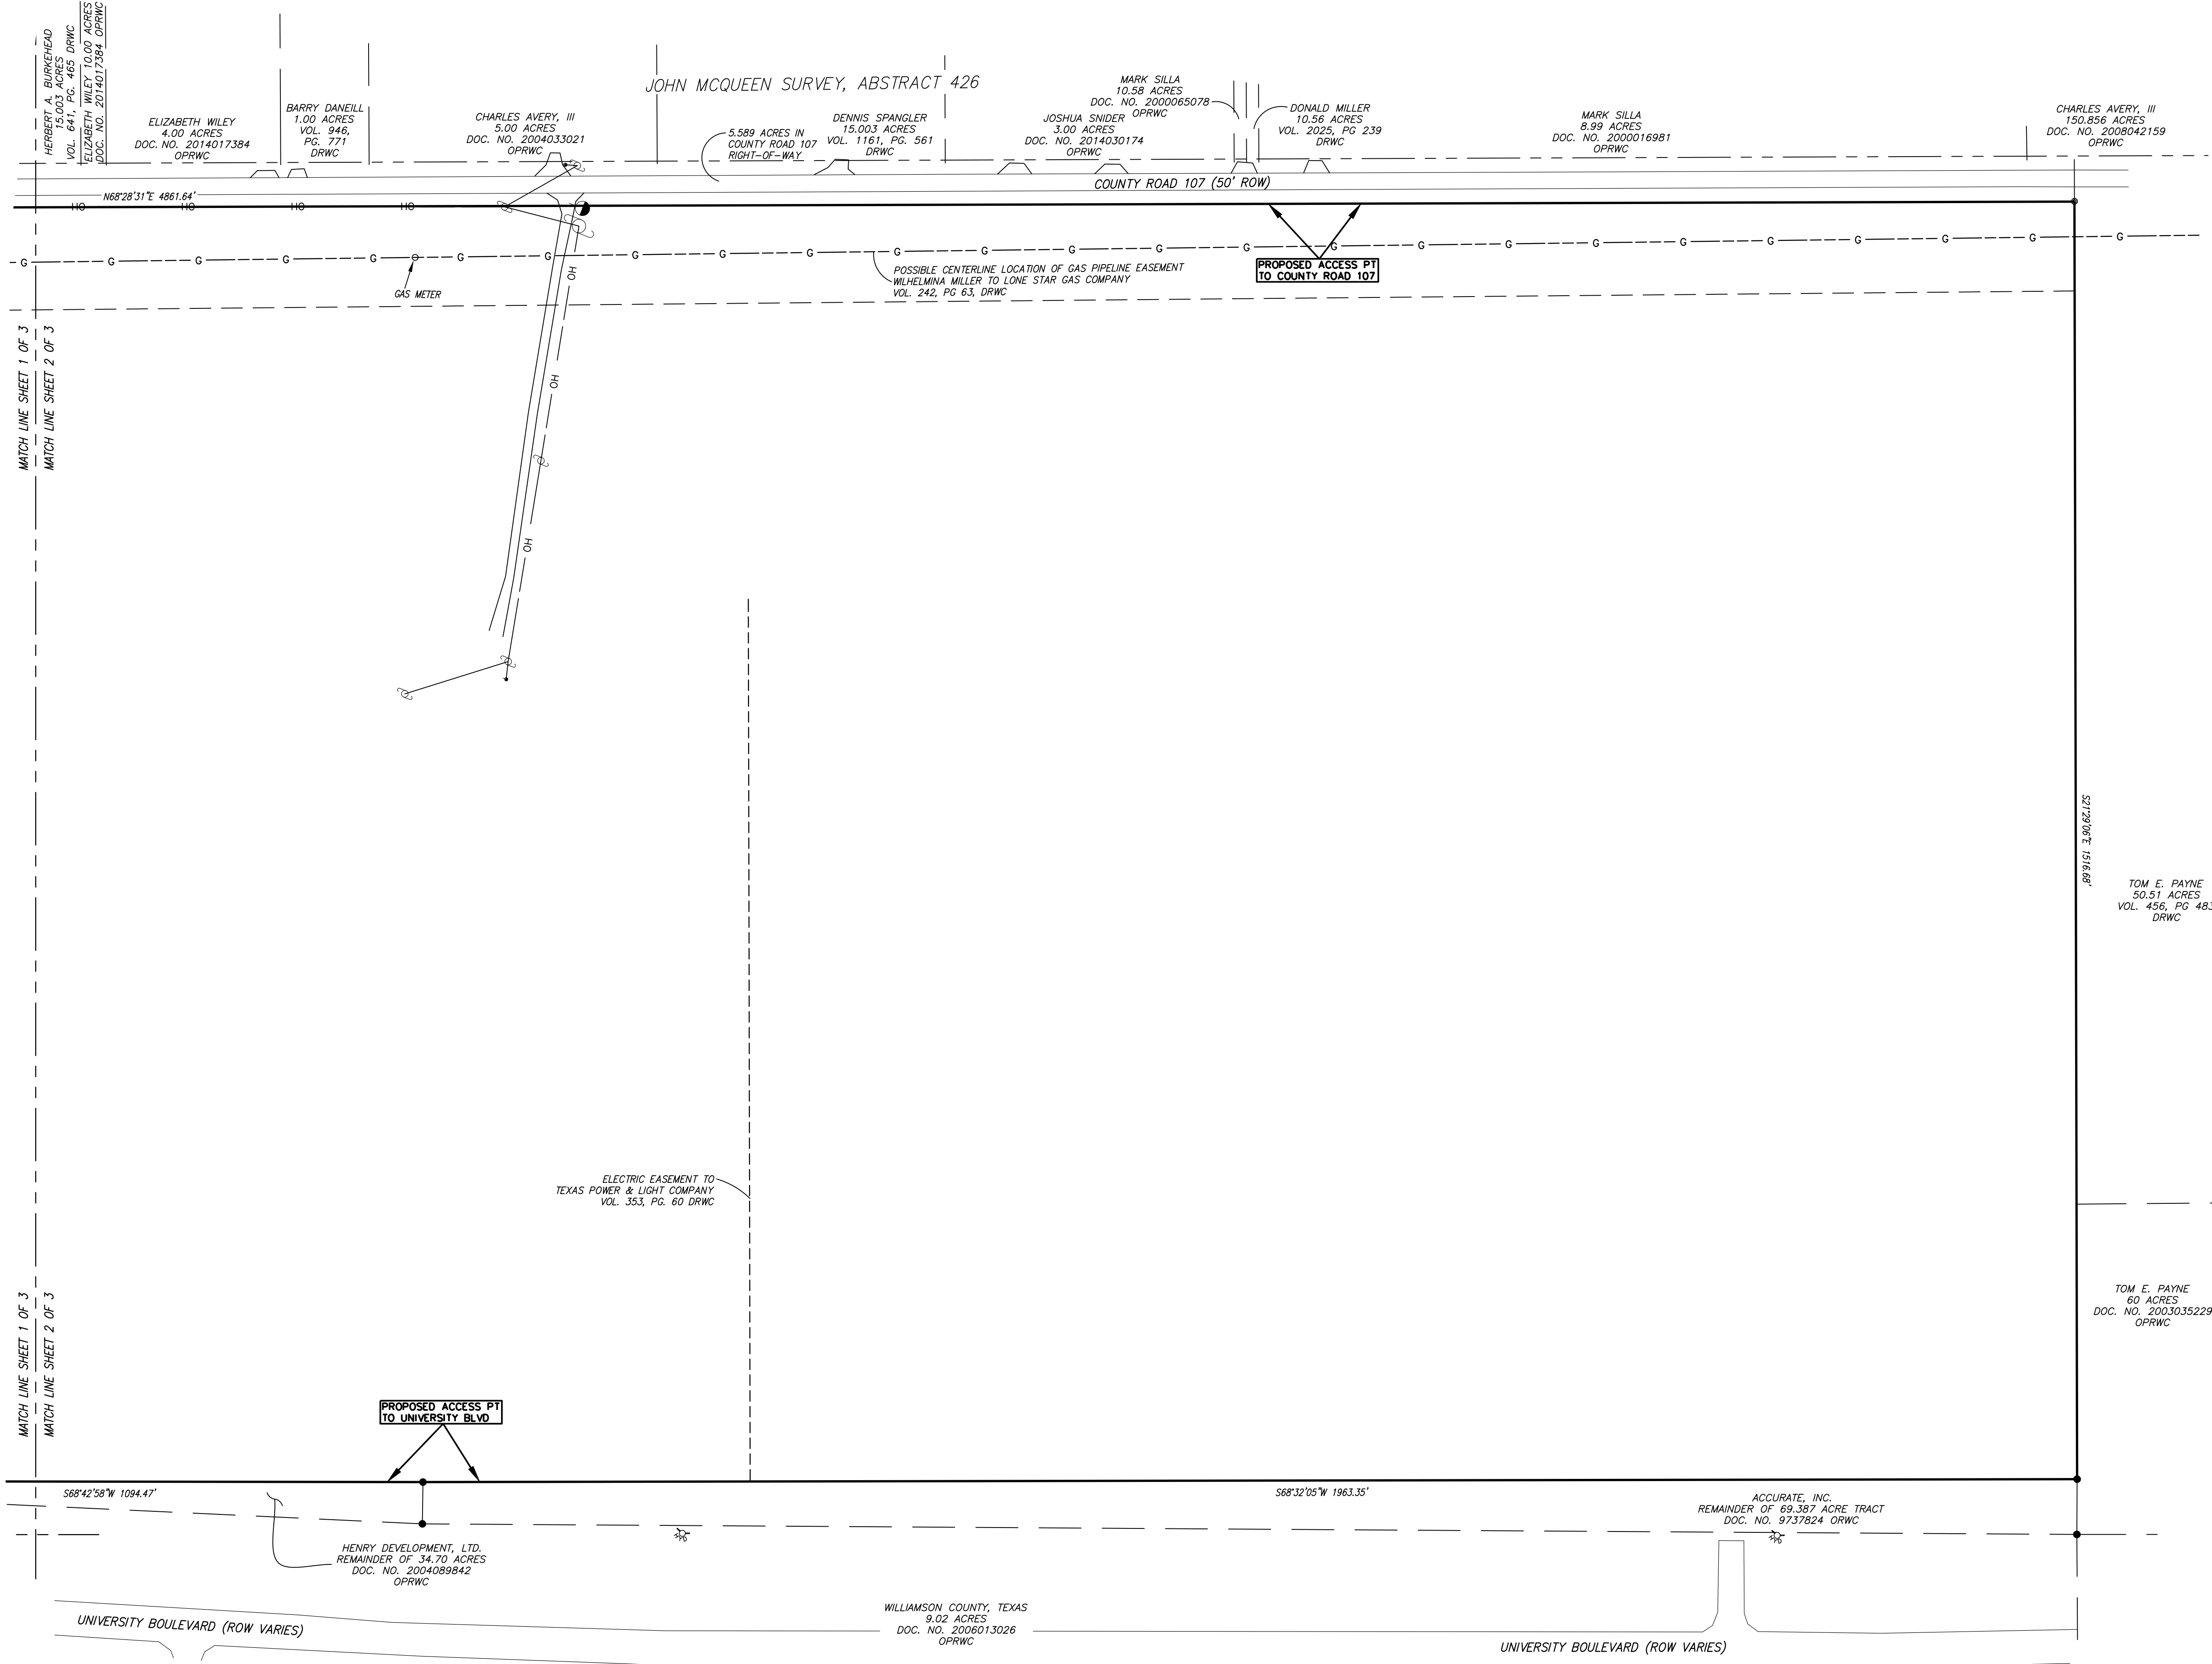 HERBERT A. BURKEHEAD
15.003 ACRES
VOL. 641, PG. 465 DRWC
ELIZABETH WILEY 10.00 ACRES
DOC. NO. 2014017384 OPRWC
ELIZABETH WILEY
4.00 ACRES
DOC. NO. 2014017384
OPRWC
BARRY DANEILL
1.00 ACRES
VOL. 946,
PG. 771
DRWC
CHARLES AVERY, III
5.00 ACRES
DOC. NO. 2004033021
OPRWC
JOHN MCQUEEN SURVEY, ABSTRACT 426
5.589 ACRES IN
COUNTY ROAD 107
RIGHT-OF-WAY
DENNIS SPANGLER
15.003 ACRES
VOL. 1161, PG. 561
DRWC
JOSHUA SNIDER
3.00 ACRES
DOC. NO. 2014030174
OPRWC
MARK SILLA
10.58 ACRES
DOC. NO. 2000065078
OPRWC
DONALD MILLER
10.56 ACRES
VOL. 2025, PG 239
DRWC
MARK SILLA
8.99 ACRES
DOC. NO. 2000016981
OPRWC
CHARLES AVERY, III
150.856 ACRES
DOC. NO. 2008042159
OPRWC
COUNTY ROAD 107 (50' ROW)
N68°28'31"E 4861.64'
OH OH OH OH
G G G G G G G G G G G G G G G G G G G G G G G G G
GAS METER
POSSIBLE CENTERLINE LOCATION OF GAS PIPELINE EASEMENT
WILHELMINA MILLER TO LONE STAR GAS COMPANY
VOL. 242, PG 63, DRWC
PROPOSED ACCESS PT
TO COUNTY ROAD 107
OH
OH
OH
MATCH LINE SHEET 1 OF 3
MATCH LINE SHEET 2 OF 3
S21°29'06"E 1516.68'
TOM E. PAYNE
50.51 ACRES
VOL. 456, PG 483
DRWC
ELECTRIC EASEMENT TO
TEXAS POWER & LIGHT COMPANY
VOL. 353, PG. 60 DRWC
TOM E. PAYNE
60 ACRES
DOC. NO. 2003035229
OPRWC
MATCH LINE SHEET 1 OF 3
MATCH LINE SHEET 2 OF 3
PROPOSED ACCESS PT
TO UNIVERSITY BLVD
S68°42'58"W 1094.47'
S68°32'05"W 1963.35'
ACCURATE, INC.
REMAINDER OF 69.387 ACRE TRACT
DOC. NO. 9737824 ORWC
HENRY DEVELOPMENT, LTD.
REMAINDER OF 34.70 ACRES
DOC. NO. 2004089842
OPRWC
WILLIAMSON COUNTY, TEXAS
9.02 ACRES
DOC. NO. 2006013026
OPRWC
UNIVERSITY BOULEVARD (ROW VARIES)
UNIVERSITY BOULEVARD (ROW VARIES)